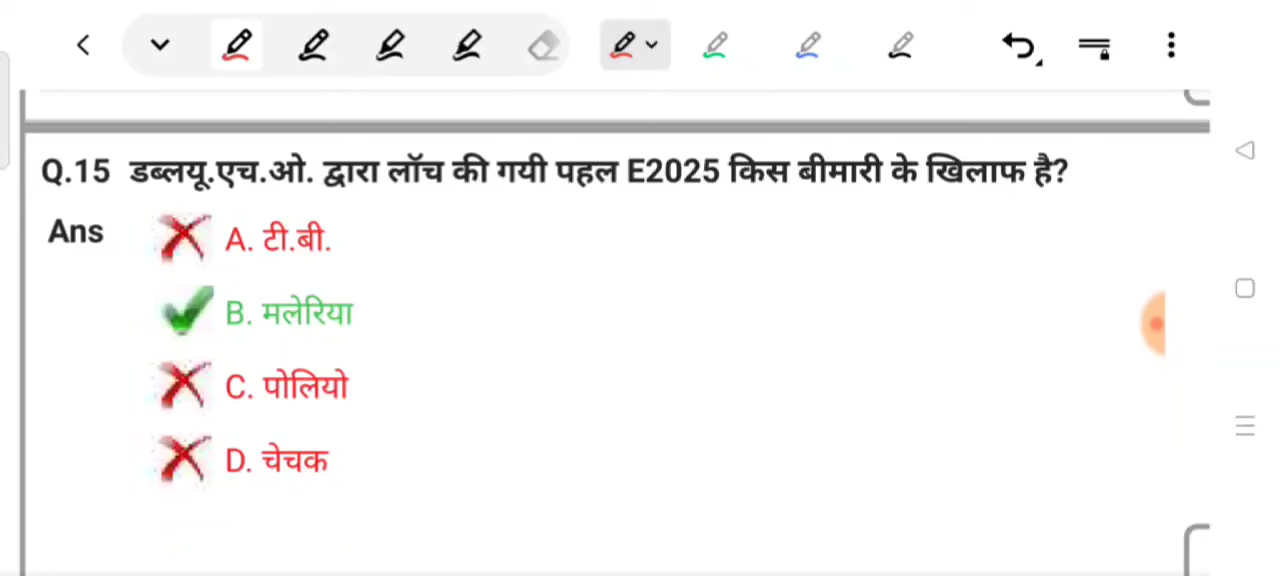 Q.15 डब्लयू.एच.ओ. द्वारा लॉच की गयी पहल E2025 किस बीमारी के खिलाफ है?
Ans A. टी.बी.
B. मलेरिया
C. पोलियो
D. चेचक